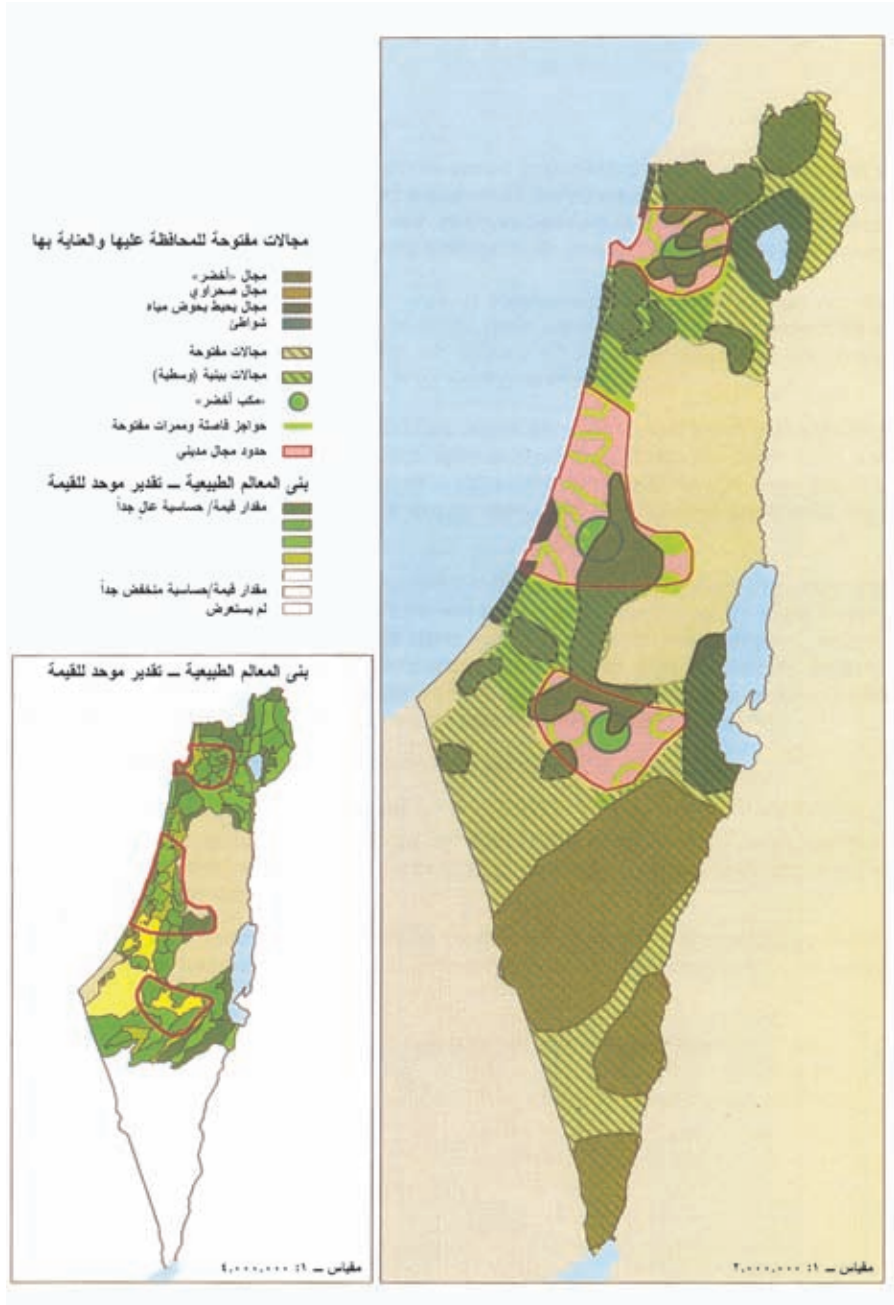 مجالات مفتوحة للمحافظة عليها والعناية بها
مجال «أخضر»
مجال صحراوي
مجال يحيط بحوض مياه
شواطئ
مجالات مفتوحة
مجالات بينية (وسطية)
«مكب أخضر»
حواجز فاصلة وممرات مفتوحة
حدود مجال مديني
بنى المعالم الطبيعية ــ تقدير موحد للقيمة
مقدار قيمة/ حساسية عالٍ جداً
مقدار قيمة/حساسية منخفض جداً
لم يستعرض
بنى المعالم الطبيعية ــ تقدير موحد للقيمة
مقياس ــ ١: ٤,٠٠٠,٠٠٠
مقياس ــ ١: ٢,٠٠٠,٠٠٠